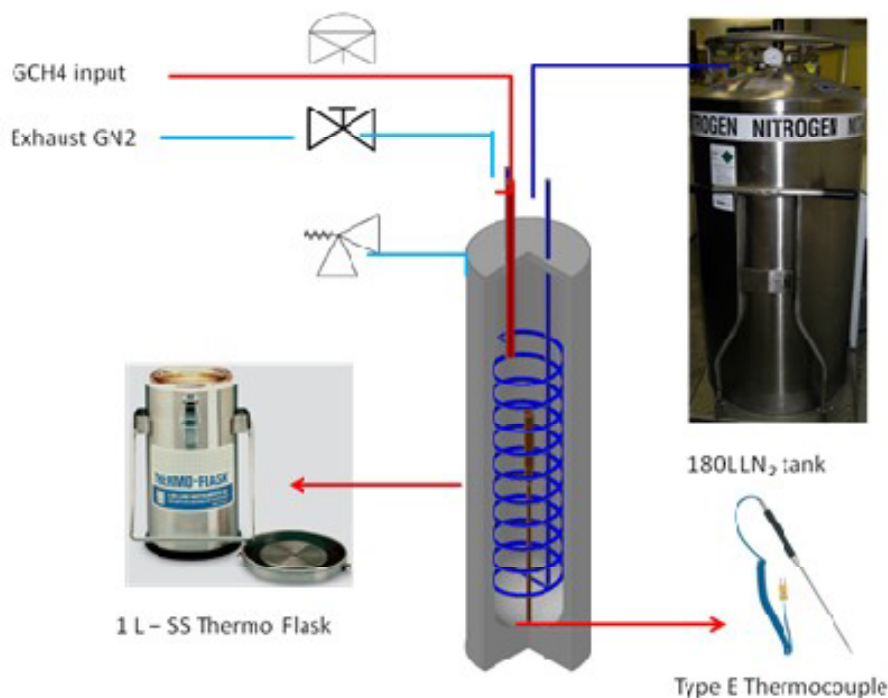 GCH4 input
Exhaust GN2
NITROGEN NITROGEN
180LLN₂ tank
THERMO-FLASK
1 L – SS Thermo Flask
Type E Thermocouple